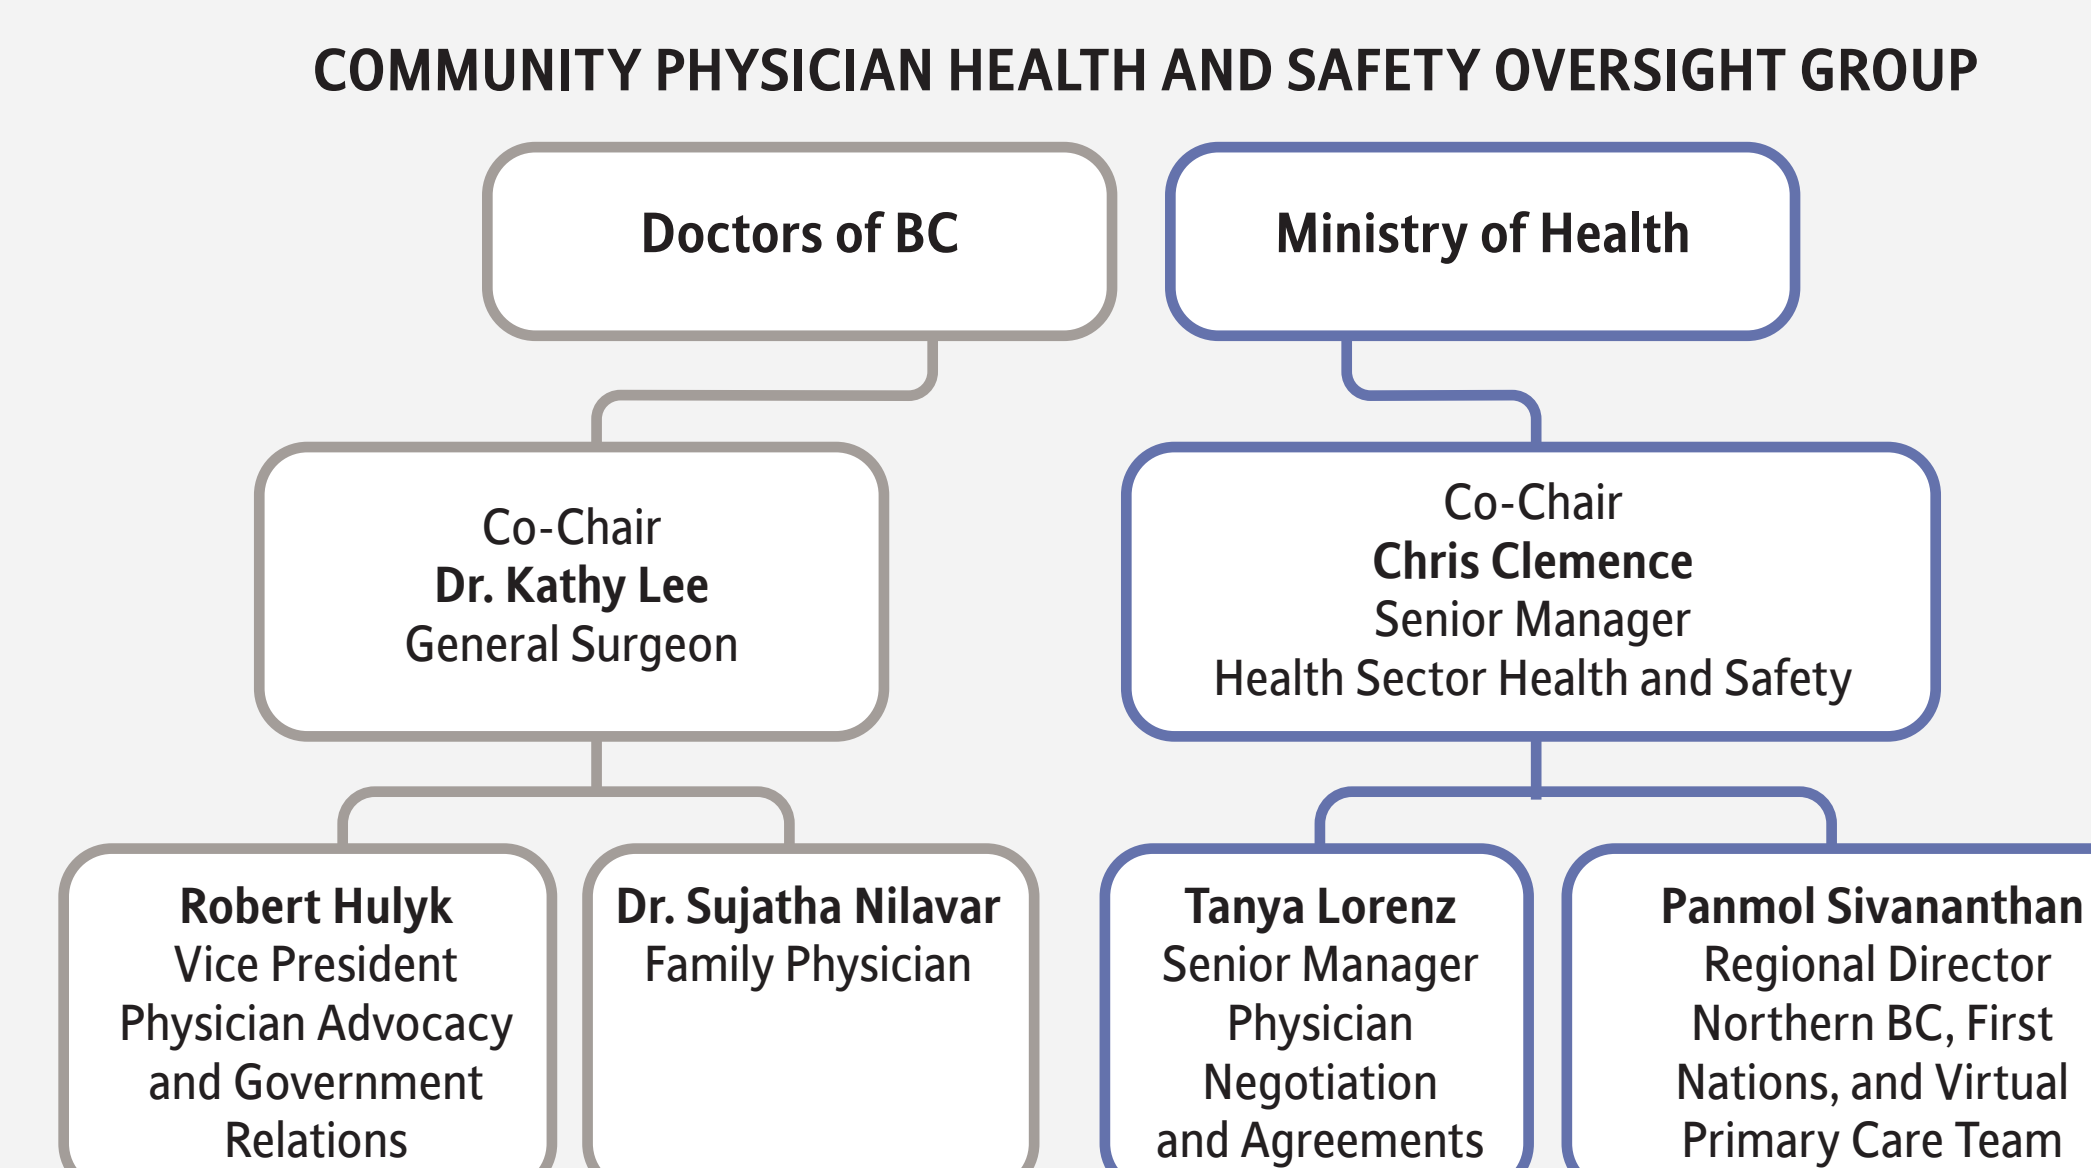 COMMUNITY PHYSICIAN HEALTH AND SAFETY OVERSIGHT GROUP
Doctors of BC
Ministry of Health
Co-Chair
Dr. Kathy Lee
General Surgeon
Co-Chair
Chris Clemence
Senior Manager
Health Sector Health and Safety
Robert Hulyk
Vice President
Physician Advocacy
and Government
Relations
Dr. Sujatha Nilavar
Family Physician
Tanya Lorenz
Senior Manager
Physician
Negotiation
and Agreements
Panmol Sivananthan
Regional Director
Northern BC, First
Nations, and Virtual
Primary Care Team